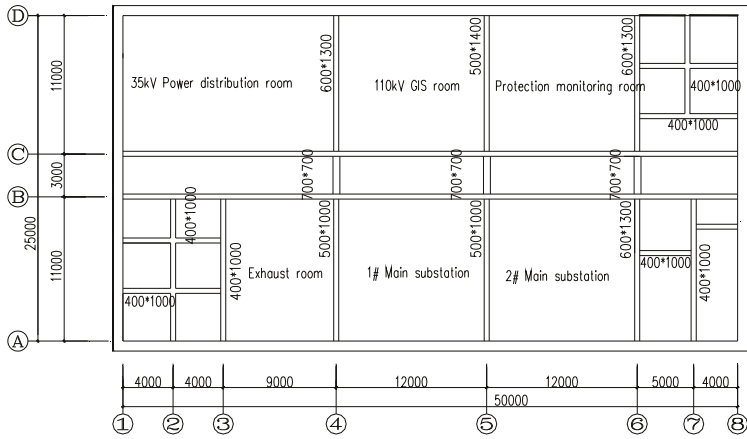 D
600*1300
500*1400
600*1300
11000
35kV Power distribution room
110kV GIS room
Protection monitoring room
400*1000
400*1000
C
3000
700*700
700*700
700*700
B
25000
400*1000
500*1000
500*1000
600*1300
11000
400*1000
Exhaust room
1# Main substation
2# Main substation
400*1000
400*1000
400*1000
A
4000 4000 9000 12000 12000 5000 4000
50000
1 2 3 4 5 6 7 8